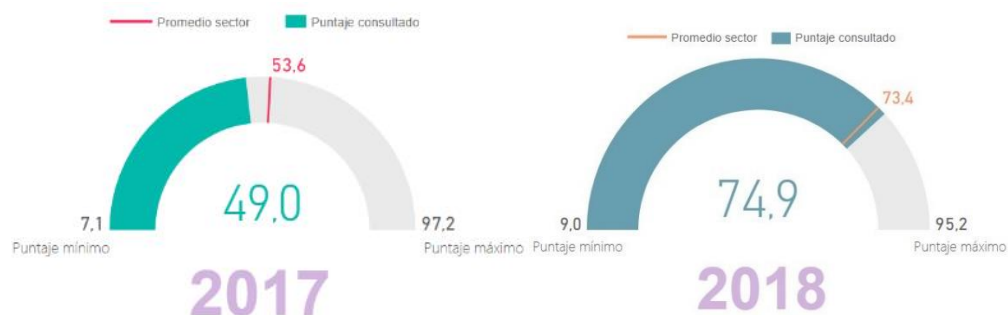 Promedio sector Puntaje consultado
53,6
49,0
7,1
97,2
Puntaje mínimo
Puntaje máximo
2017
Promedio sector Puntaje consultado
73,4
74,9
9,0
95,2
Puntaje mínimo
Puntaje máximo
2018